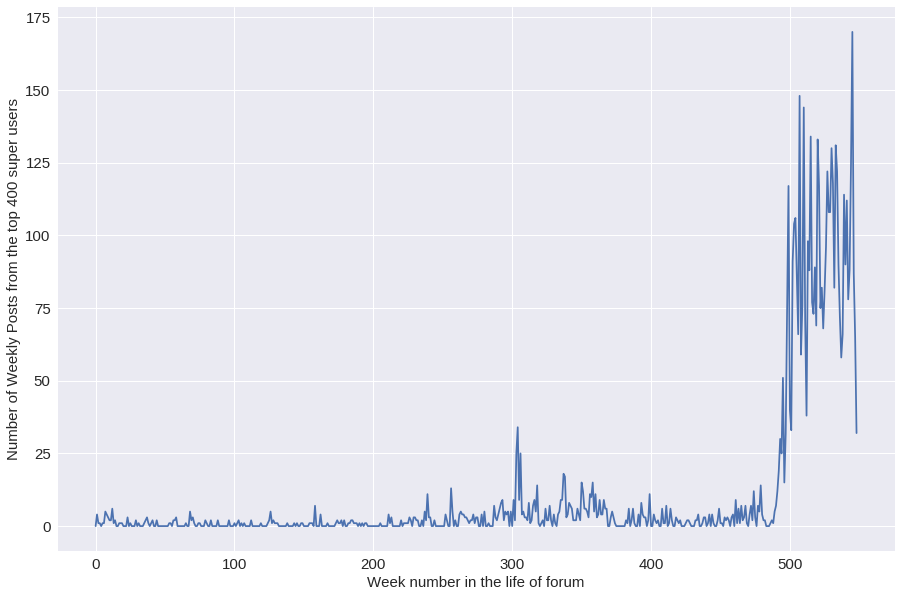 Number of Weekly Posts from the top 400 super users
175
150
125
100
75
50
25
0
0 100 200 300 400 500
Week number in the life of forum